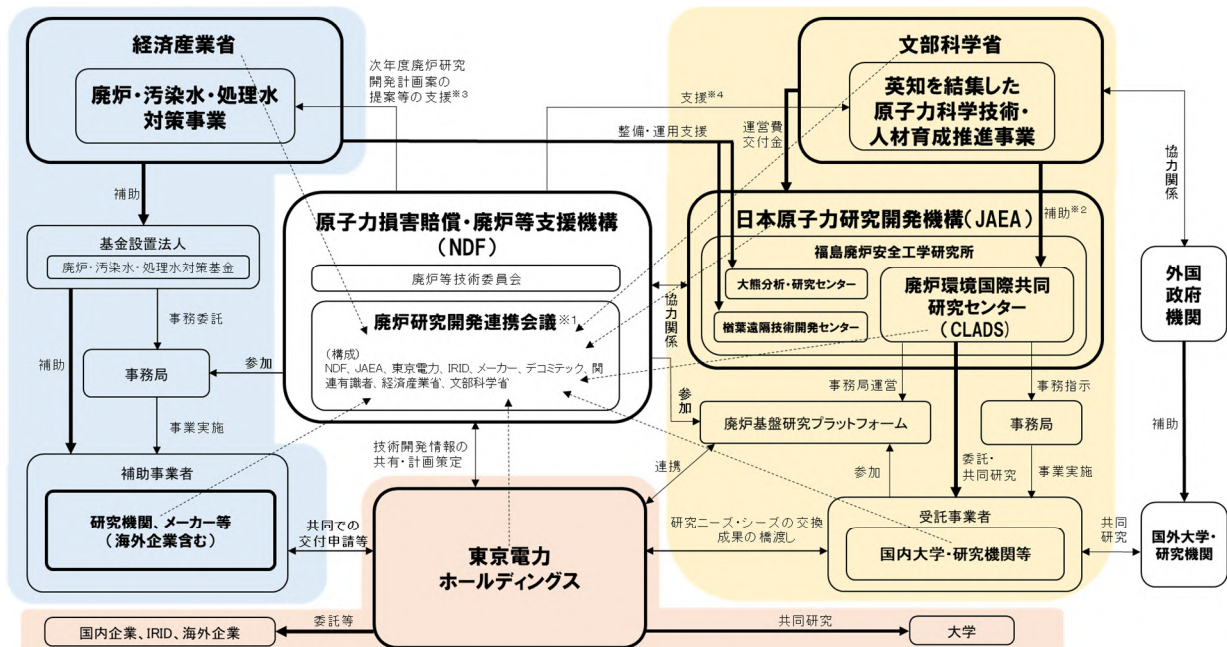 経済産業省
廃炉・汚染水・処理水
対策事業
次年度廃炉研究
開発計画案の
提案等の支援※3
支援※4
整備・運用支援
運営費
交付金
文部科学省
英知を結集した
原子力科学技術・
人材育成推進事業
協力関係
補助
基金設置法人
廃炉・汚染水・処理水対策基金
補助
事務委託
事務局
参加
事業実施
原子力損害賠償・廃炉等支援機構
(NDF)
廃炉等技術委員会
廃炉研究開発連携会議※1
(構成)
NDF、JAEA、東京電力、IRID、メーカー、デコミテック、関
連有識者、経済産業省、文部科学省
協力関係
参加
日本原子力研究開発機構(JAEA)
補助※2
福島廃炉安全工学研究所
大熊分析・研究センター
楢葉遠隔技術開発センター
廃炉環境国際共同
研究センター
(CLADS)
外国
政府
機関
事務局運営
事務指示
廃炉基盤研究プラットフォーム
事務局
補助
技術開発情報の
共有・計画策定
連携
参加
委託・
共同研究
事業実施
補助事業者
研究機関、メーカー等
(海外企業含む)
共同での
交付申請等
東京電力
ホールディングス
研究ニーズ・シーズの交換
成果の橋渡し
受託事業者
国内大学・研究機関等
共同
研究
国外大学・
研究機関
国内企業、IRID、海外企業
委託等
共同研究
大学